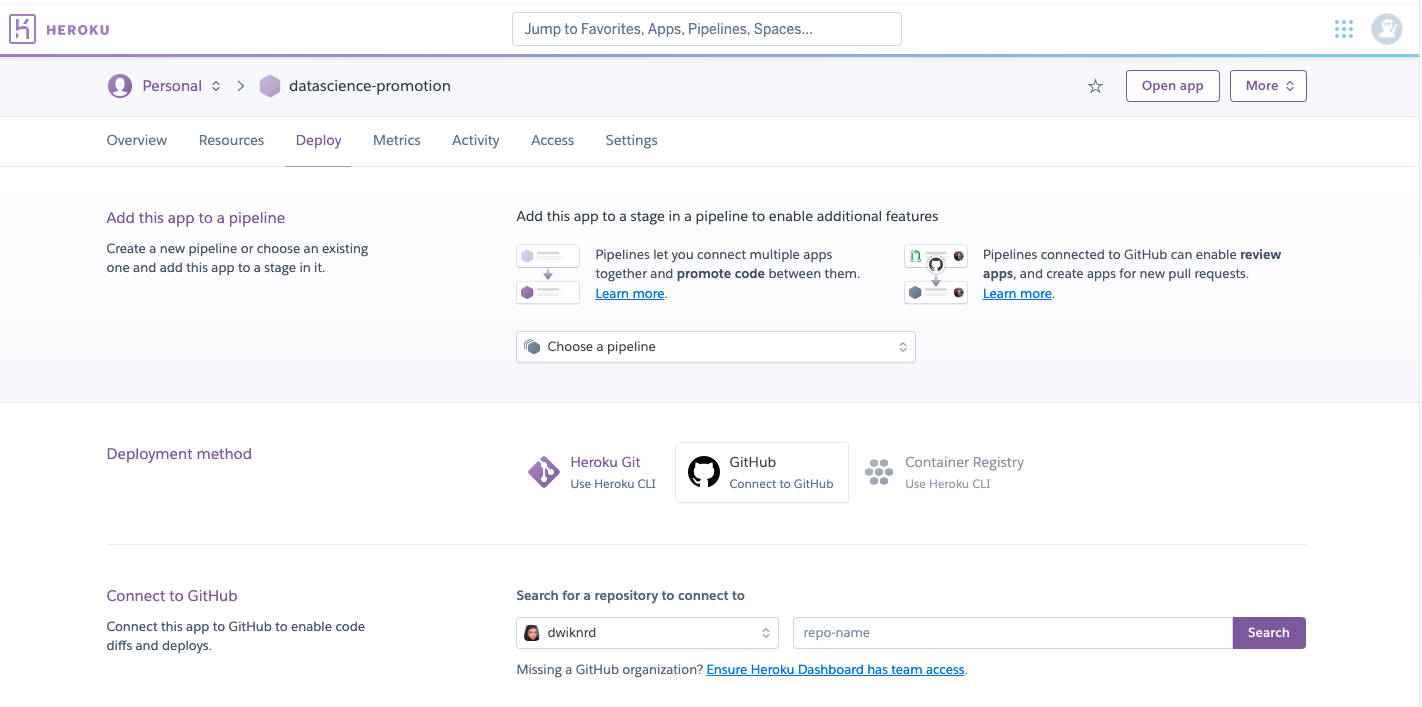 HEROKU
Jump to Favorites, Apps, Pipelines, Spaces...
Personal
datascience-promotion
Open app
More
Overview
Resources
Deploy
Metrics
Activity
Access
Settings
Add this app to a pipeline
Create a new pipeline or choose an existing
one and add this app to a stage in it.
Add this app to a stage in a pipeline to enable additional features
Pipelines let you connect multiple apps
together and promote code between them.
Learn more.
Pipelines connected to GitHub can enable review
apps, and create apps for new pull requests.
Learn more.
Choose a pipeline
Deployment method
Heroku Git
Use Heroku CLI
GitHub
Connect to GitHub
Container Registry
Use Heroku CLI
Connect to GitHub
Connect this app to GitHub to enable code
diffs and deploys.
Search for a repository to connect to
dwiknrd
repo-name
Search
Missing a GitHub organization? Ensure Heroku Dashboard has team access.